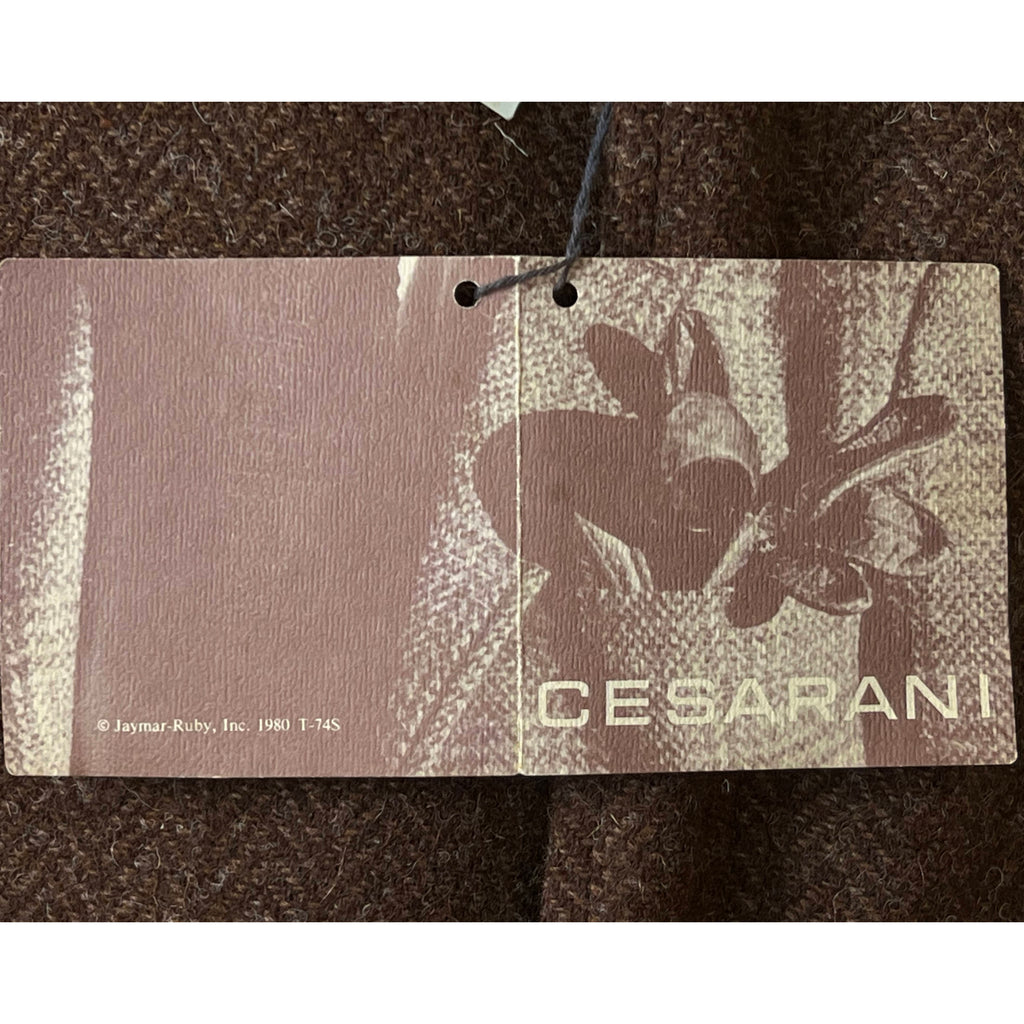 © Jaymar-Ruby, Inc. 1980 T-74S
CESARANI